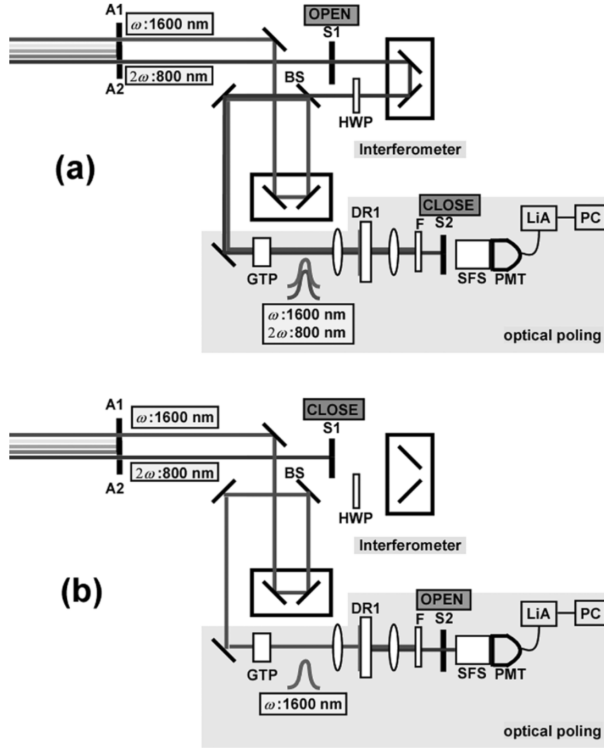 A1
ω:1600 nm
OPEN
S1
2ω:800 nm
A2
BS
HWP
Interferometer
(a)
DR1
CLOSE
F
S2
LiA
PC
GTP
SFS
PMT
ω:1600 nm
2ω:800 nm
optical poling
A1
ω:1600 nm
CLOSE
S1
2ω:800 nm
A2
BS
HWP
Interferometer
(b)
DR1
OPEN
F
S2
LiA
PC
GTP
SFS
PMT
ω:1600 nm
optical poling